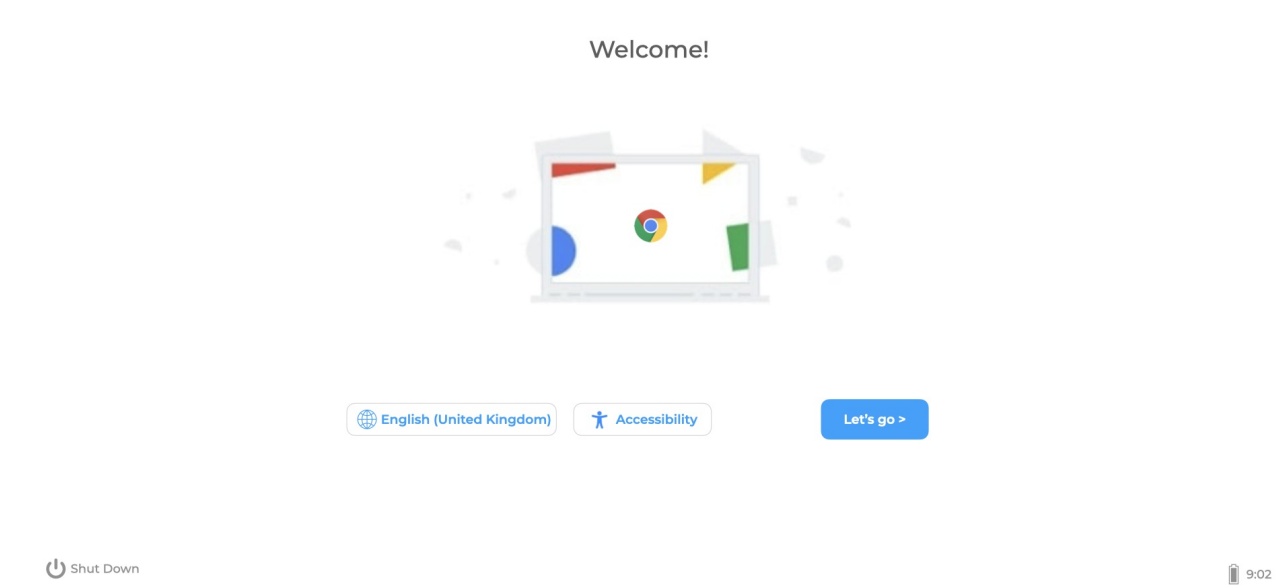 Welcome!
English (United Kingdom)
Accessibility
Let's go >
Shut Down
9:02